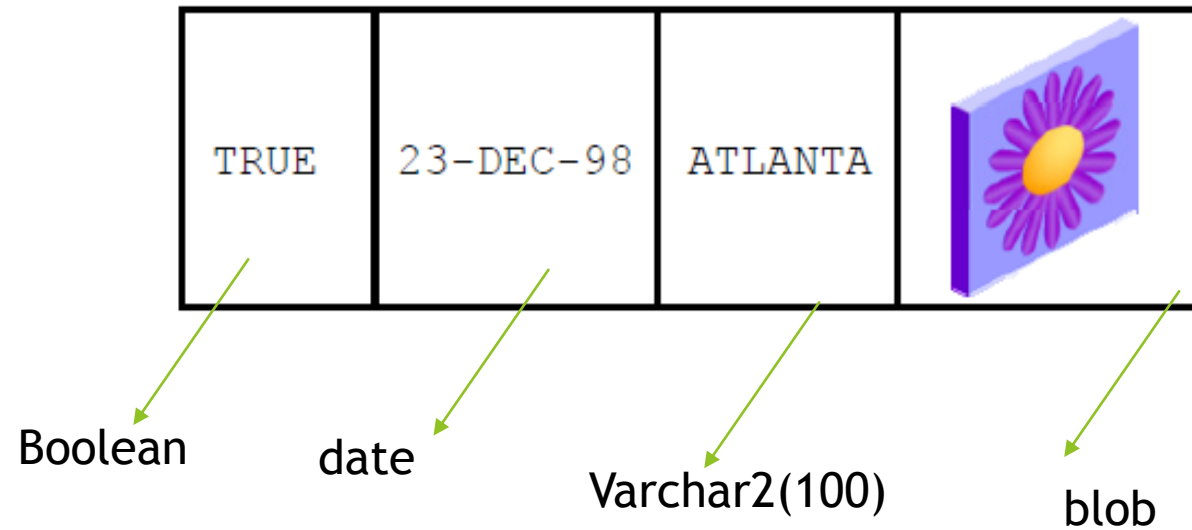 TRUE 23-DEC-98 ATLANTA
Boolean date Varchar2(100) blob